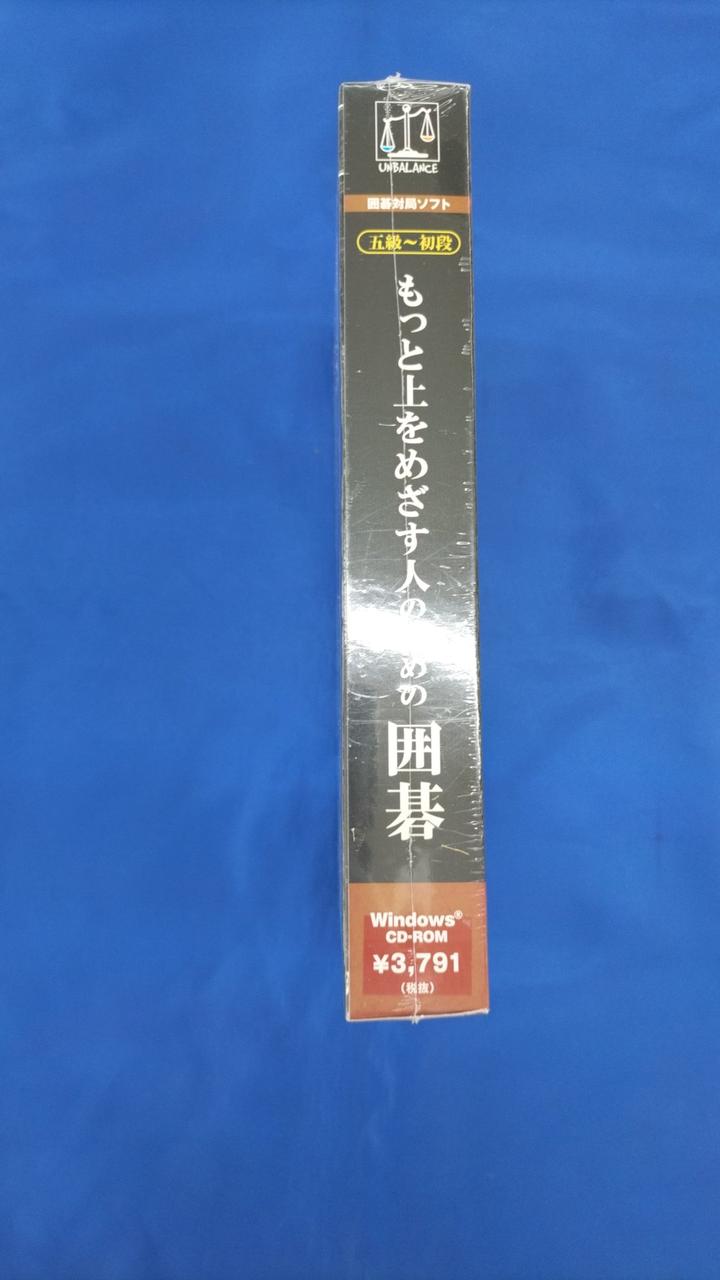 UNBALANCE
囲碁対局ソフト
五級～初段
もっと上をめざす人の めの
囲碁
Windows®
CD-ROM
¥3,791
（税抜）